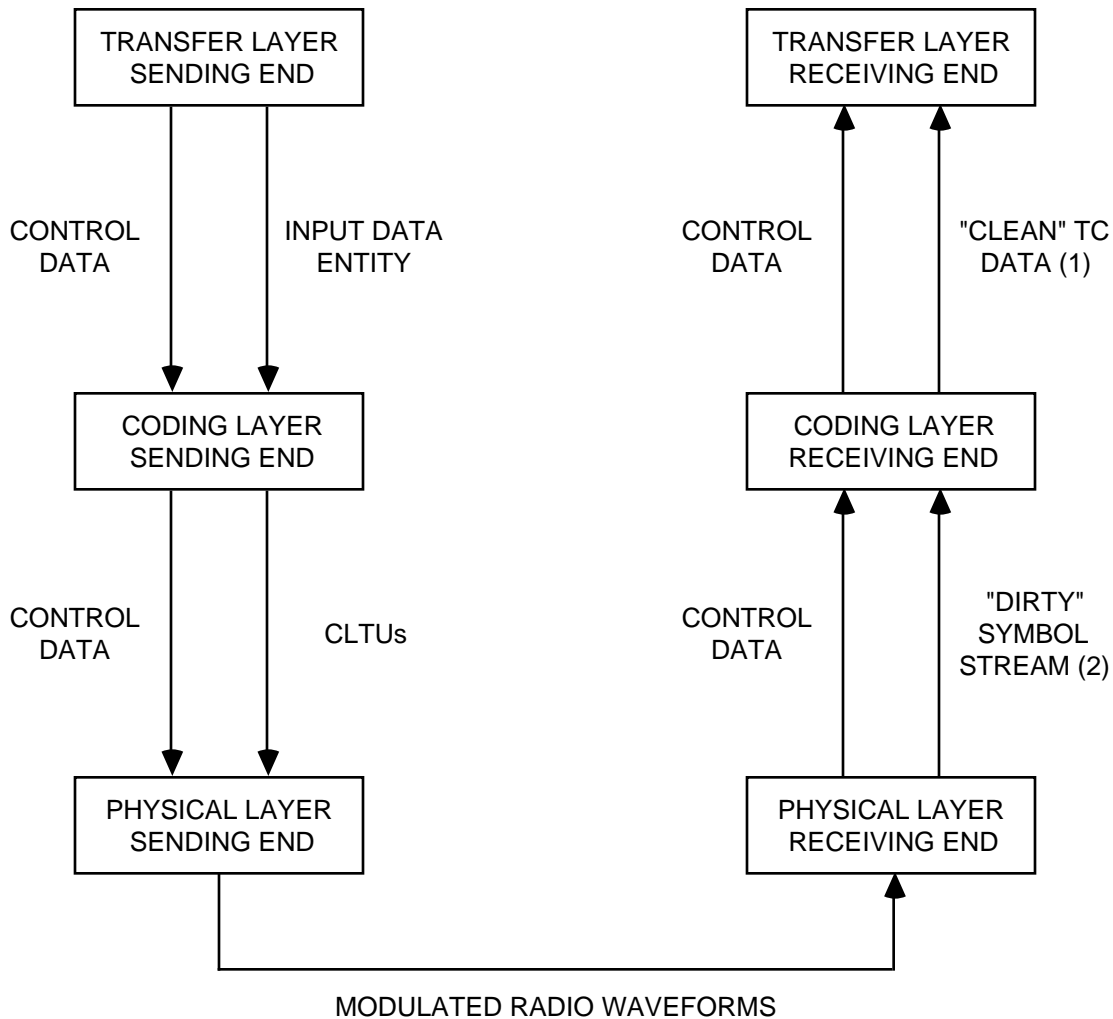 TRANSFER LAYER
SENDING END
TRANSFER LAYER
RECEIVING END
CONTROL
DATA
INPUT DATA
ENTITY
CONTROL
DATA
"CLEAN" TC
DATA (1)
CODING LAYER
SENDING END
CODING LAYER
RECEIVING END
CONTROL
DATA
CLTUs
CONTROL
DATA
"DIRTY"
SYMBOL
STREAM (2)
PHYSICAL LAYER
SENDING END
PHYSICAL LAYER
RECEIVING END
MODULATED RADIO WAVEFORMS